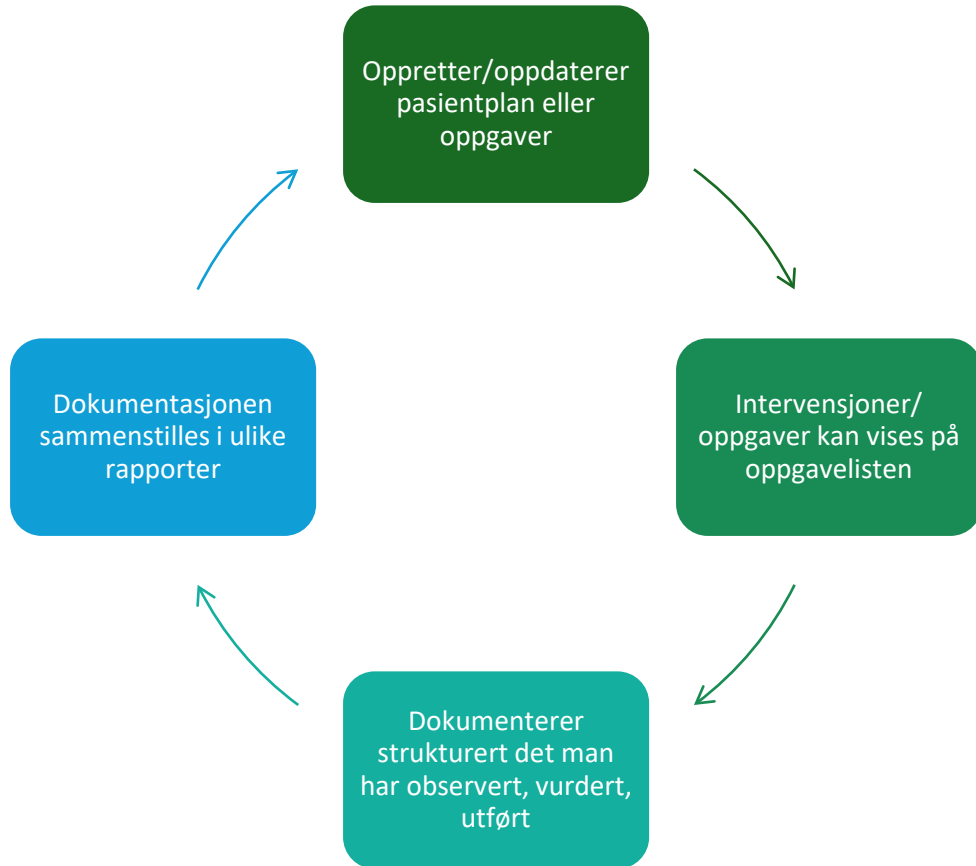 Oppretter/oppdaterer
pasientplan eller
oppgaver
Intervensjoner/
oppgaver kan vises på
oppgavelisten
Dokumenterer
strukturert det man
har observert, vurdert,
utført
Dokumentasjonen
sammenstilles i ulike
rapporter